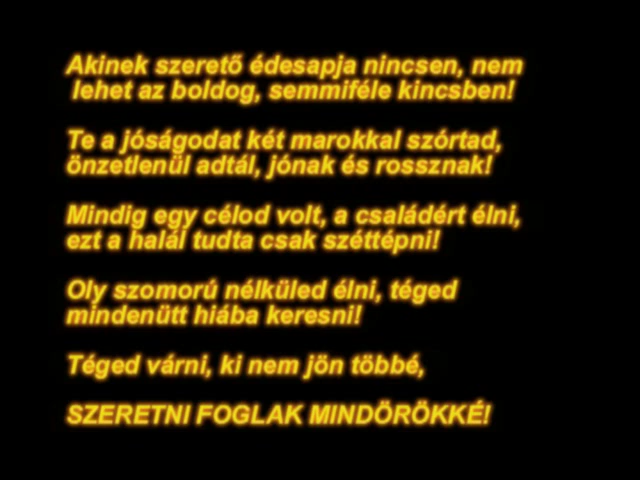 Akinek szerető édesapja nincsen, nem
lehet az boldog, semmiféle kincsben!
Te a jóságodat két marokkal szórtad,
önzetlenül adtál, jónak és rossznak!
Mindig egy célod volt, a családért élni,
ezt a halál tudta csak széttépni!
Oly szomorú nélküled élni, téged
mindenütt hiába keresni!
Téged várni, ki nem jön többé,
SZERETNI FOGLAK MINDÖRÖKKÉ!